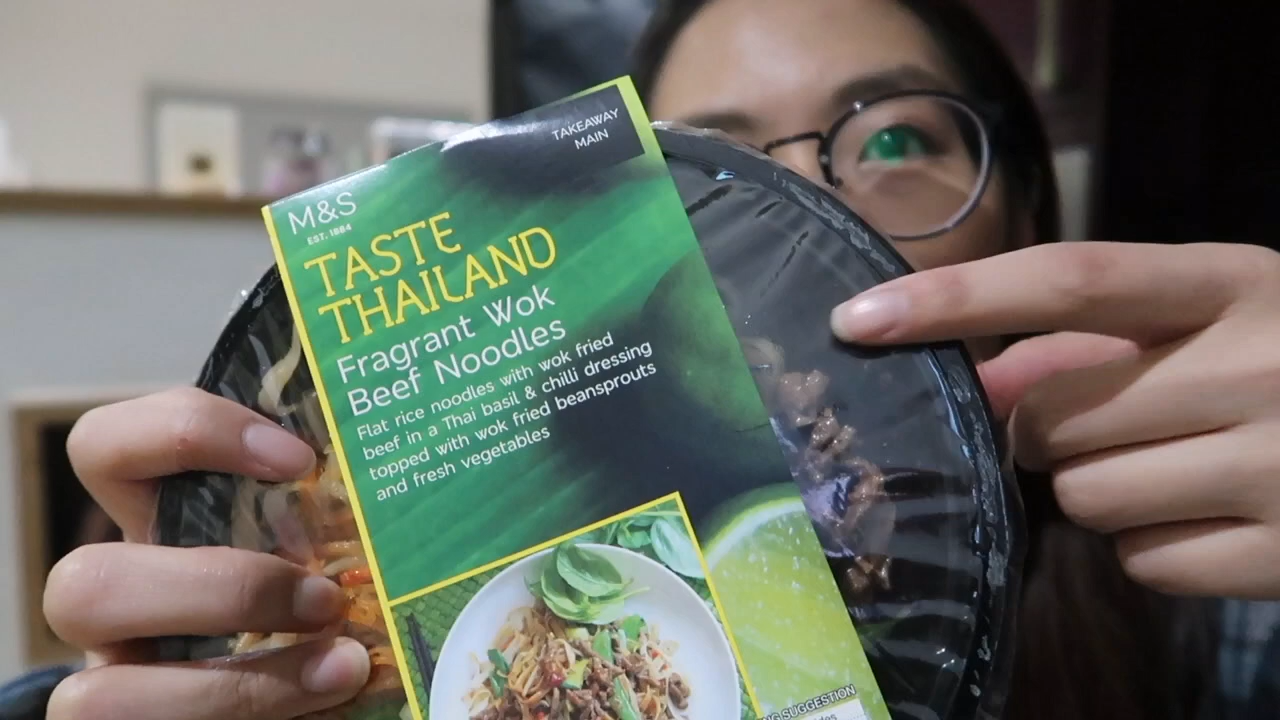 TAKEAWAY
MAIN
M&S
EST. 1884
TASTE
THAILAND
Fragrant Wok
Beef Noodles
Flat rice noodles with wok fried
beef in a Thai basil & chilli dressing
topped with wok fried beansprouts
and fresh vegetables
SUGGESTION